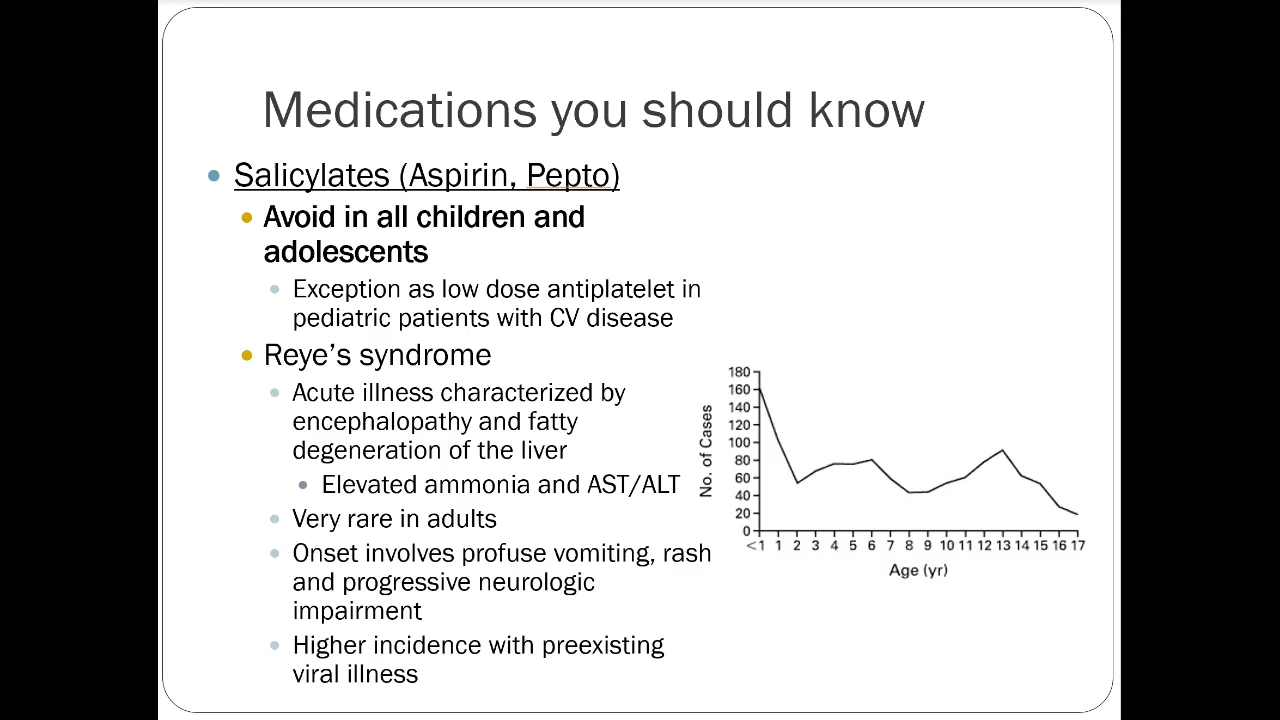 Medications you should know
Salicylates (Aspirin, Pepto)
Avoid in all children and
adolescents
Exception as low dose antiplatelet in
pediatric patients with CV disease
Reye's syndrome
Acute illness characterized by
encephalopathy and fatty
degeneration of the liver
Elevated ammonia and AST/ALT
Very rare in adults
Onset involves profuse vomiting, rash
and progressive neurologic
impairment
Higher incidence with preexisting
viral illness
No. of Cases
180
160
140
120
100
80
60
40
20
0
<1 1 2 3 4 5 6 7 8 9 10 11 12 13 14 15 16 17
Age (yr)